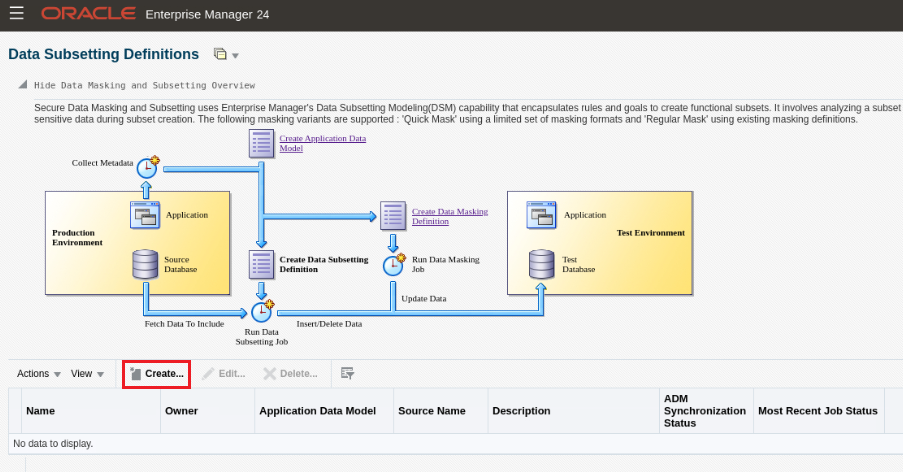 ORACLE Enterprise Manager 24
Data Subsetting Definitions
Hide Data Masking and Subsetting Overview
Secure Data Masking and Subsetting uses Enterprise Manager's Data Subsetting Modeling(DSM) capability that encapsulates rules and goals to create functional subsets. It involves analyzing a subset
sensitive data during subset creation. The following masking variants are supported : 'Quick Mask' using a limited set of masking formats and 'Regular Mask' using existing masking definitions.
Create Application Data
Model
Collect Metadata
Production
Environment
Application
Source
Database
Create Data Masking
Definition
Create Data Subsetting
Definition
Run Data Masking
Job
Application
Test Environment
Test
Database
Update Data
Fetch Data To Include
Run Data
Subsetting Job
Insert/Delete Data
Actions View Create... Edit... Delete...
Name Owner Application Data Model Source Name Description ADM
Synchronization
Status Most Recent Job Status
No data to display.